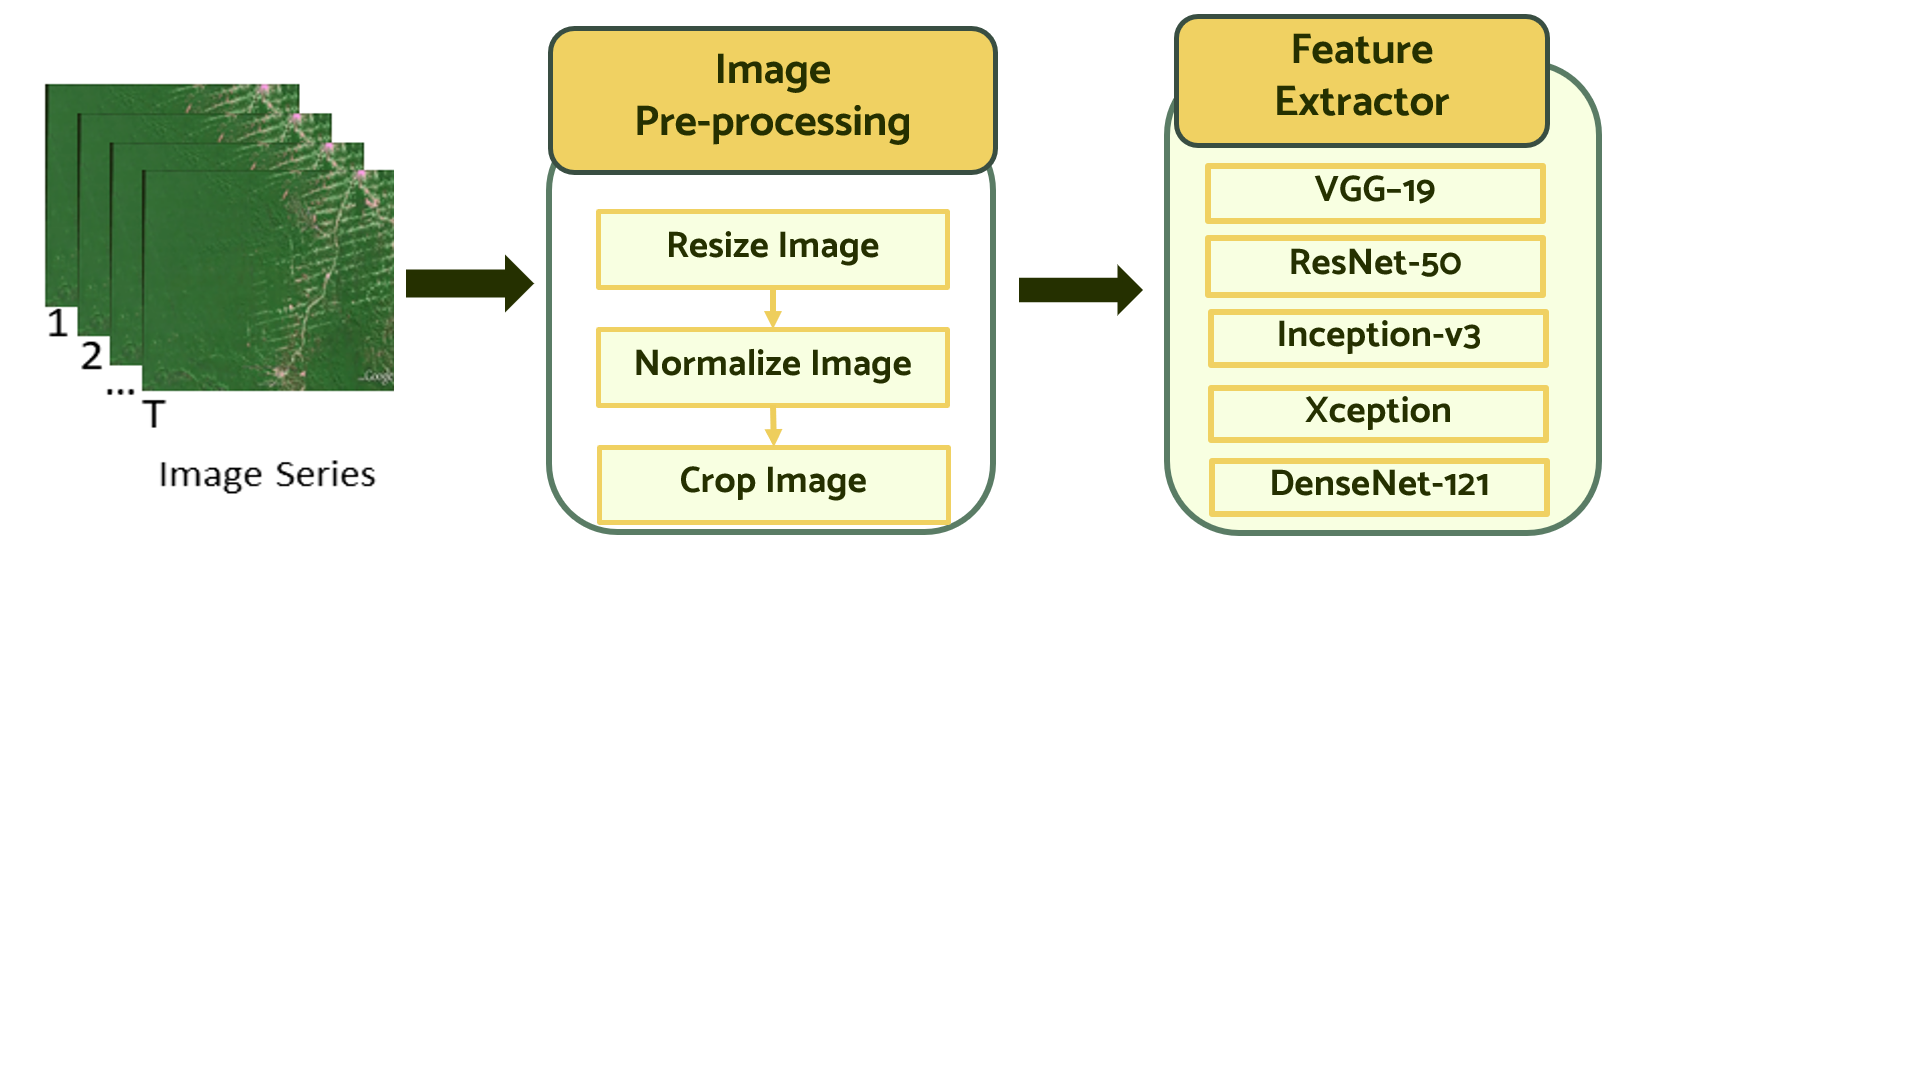 1
2
...
T
Google
Image Series
Image
Pre-processing
Resize Image
Normalize Image
Crop Image
Feature
Extractor
VGG–19
ResNet-50
Inception-v3
Xception
DenseNet-121